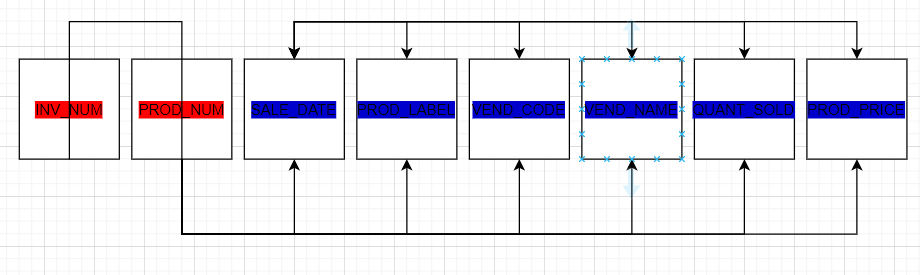 INV_NUM
PROD_NUM
SALE_DATE
PROD_LABEL
VEND_CODE
VEND_NAME
QUANT_SOLD
PROD_PRICE